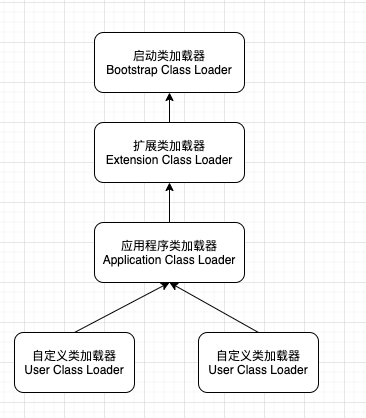 启动类加载器
Bootstrap Class Loader
扩展类加载器
Extension Class Loader
应用程序类加载器
Application Class Loader
自定义类加载器
User Class Loader
自定义类加载器
User Class Loader